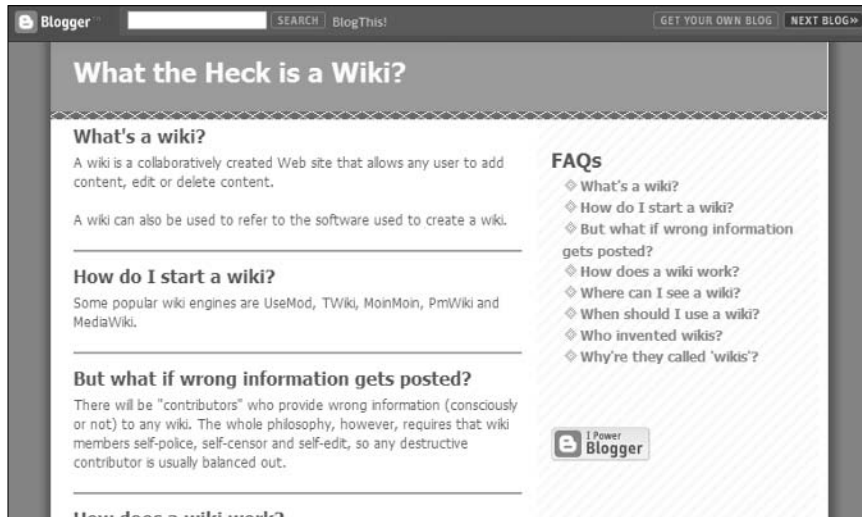 Blogger™ SEARCH BlogThis! GET YOUR OWN BLOG NEXT BLOG»
What the Heck is a Wiki?
What's a wiki?
A wiki is a collaboratively created Web site that allows any user to add
content, edit or delete content.
A wiki can also be used to refer to the software used to create a wiki.
How do I start a wiki?
Some popular wiki engines are UseMod, TWiki, MoinMoin, PmWiki and
MediaWiki.
But what if wrong information gets posted?
There will be "contributors" who provide wrong information (consciously
or not) to any wiki. The whole philosophy, however, requires that wiki
members self-police, self-censor and self-edit, so any destructive
contributor is usually balanced out.
How does a wiki work?
FAQs
What's a wiki?
How do I start a wiki?
But what if wrong information
gets posted?
How does a wiki work?
Where can I see a wiki?
When should I use a wiki?
Who invented wikis?
Why're they called 'wikis'?
I Power
Blogger